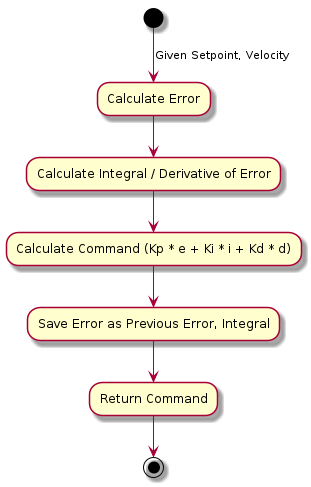 Given Setpoint, Velocity
Calculate Error
Calculate Integral / Derivative of Error
Calculate Command (Kp * e + Ki * i + Kd * d)
Save Error as Previous Error, Integral
Return Command